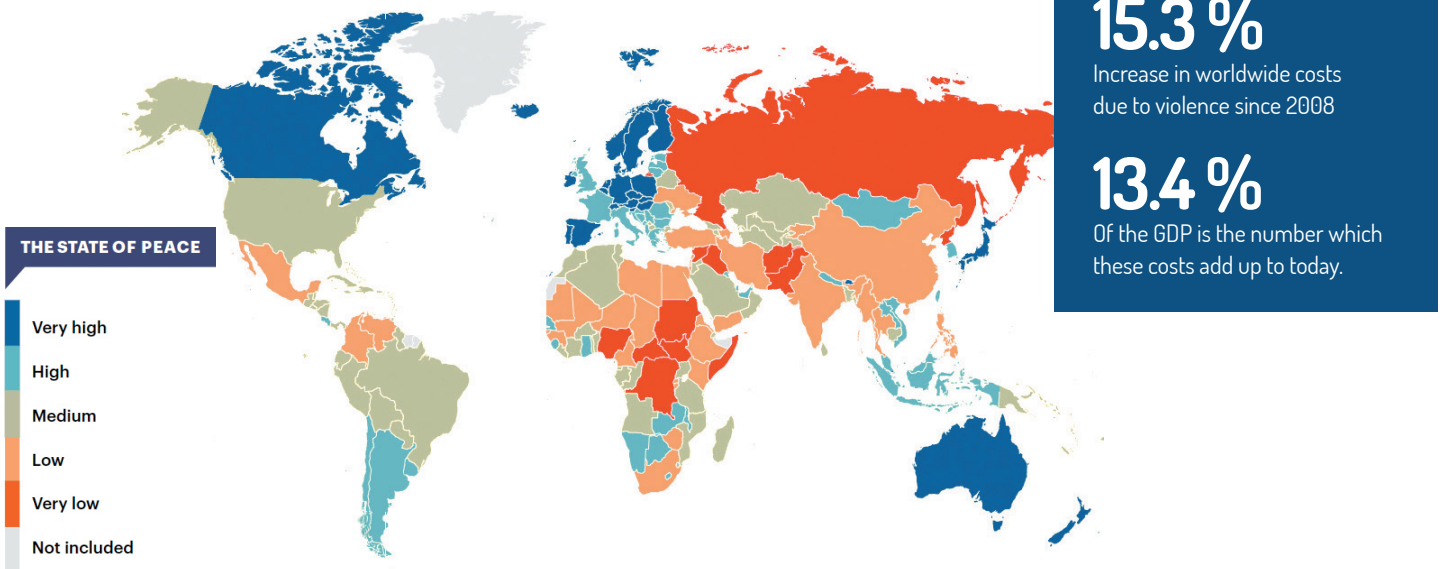 15.3 %
Increase in worldwide costs
due to violence since 2008
13.4 %
Of the GDP is the number which
these costs add up to today.
THE STATE OF PEACE
Very high
High
Medium
Low
Very low
Not included